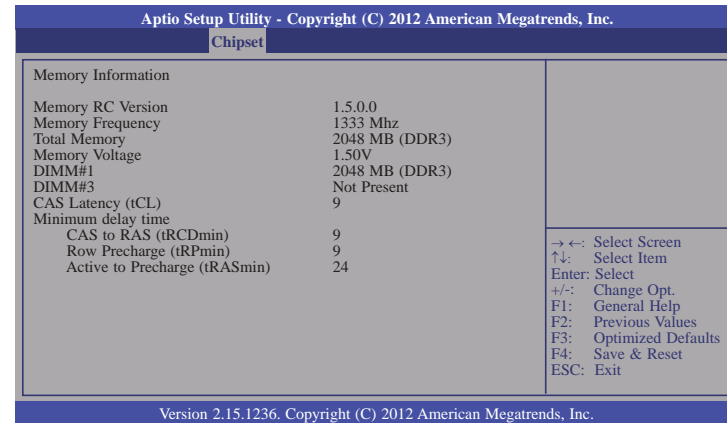 Aptio Setup Utility - Copyright (C) 2012 American Megatrends, Inc.
Chipset
Memory Information
Memory RC Version 1.5.0.0
Memory Frequency 1333 Mhz
Total Memory 2048 MB (DDR3)
Memory Voltage 1.50V
DIMM#1 2048 MB (DDR3)
DIMM#3 Not Present
CAS Latency (tCL) 9
Minimum delay time
CAS to RAS (tRCDmin) 9
Row Precharge (tRPmin) 9
Active to Precharge (tRASmin) 24
→ ←: Select Screen
↑↓: Select Item
Enter: Select
+/-: Change Opt.
F1: General Help
F2: Previous Values
F3: Optimized Defaults
F4: Save & Reset
ESC: Exit
Version 2.15.1236. Copyright (C) 2012 American Megatrends, Inc.